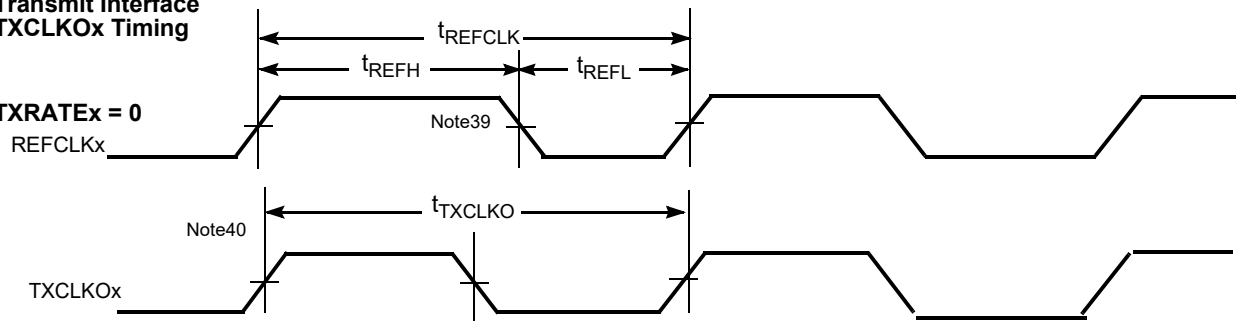 Transmit Interface
TXCLKOx Timing
tREFCLK
tREFH
tREFL
TXRATEx = 0
Note39
REFCLKx
tTXCLKO
Note40
TXCLKOx